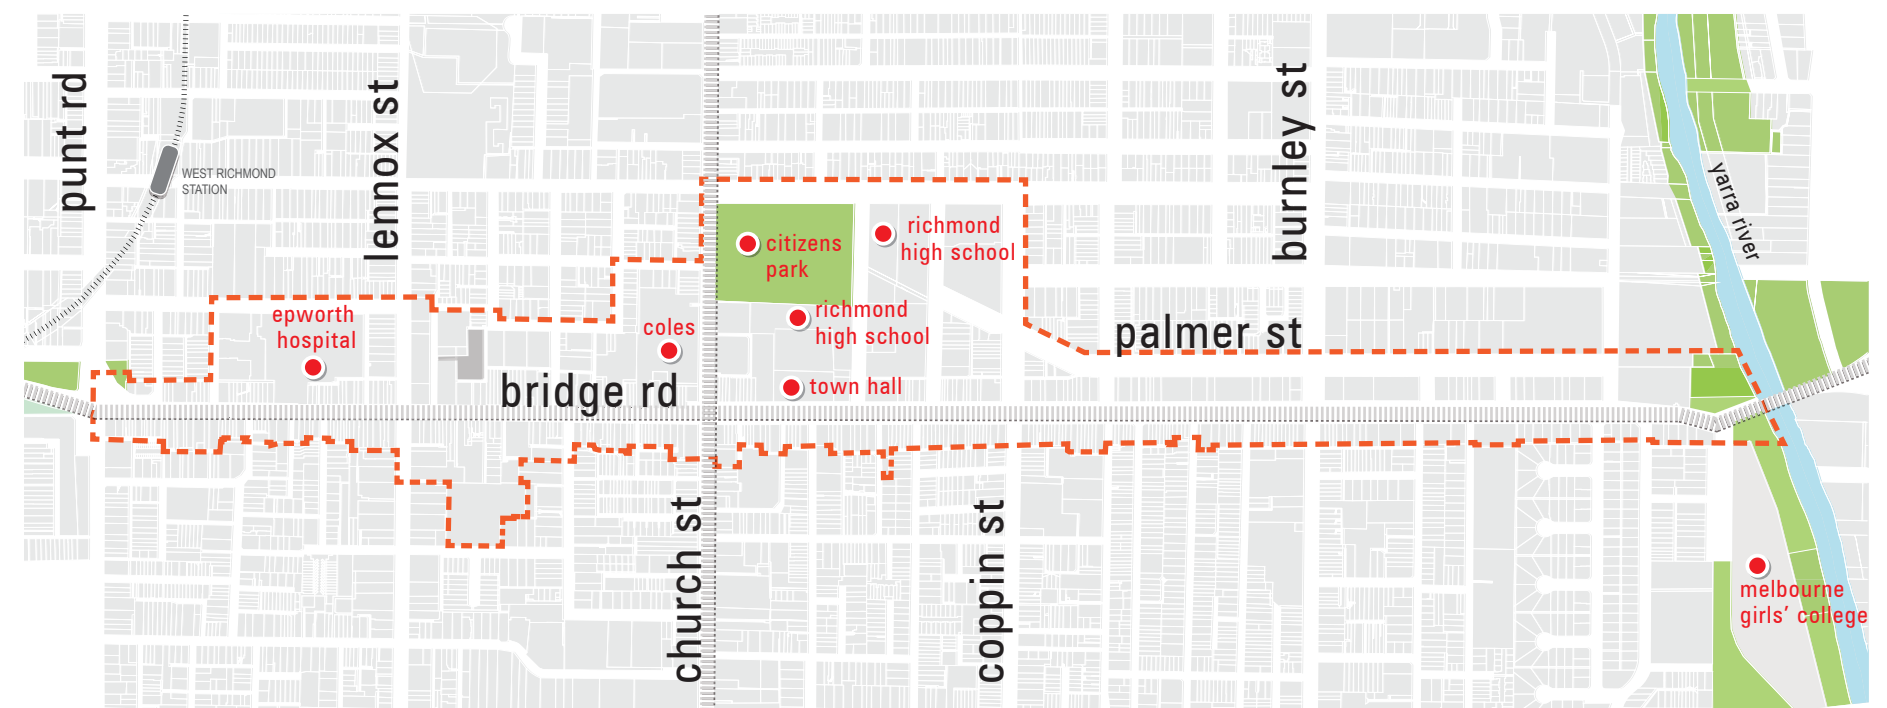 punt rd
lennox st
burnley st
WEST RICHMOND
STATION
yarra river
citizens
park
richmond
high school
epworth
hospital
richmond
high school
coles
palmer st
bridge rd
town hall
church st
coppin st
melbourne
girls’ college